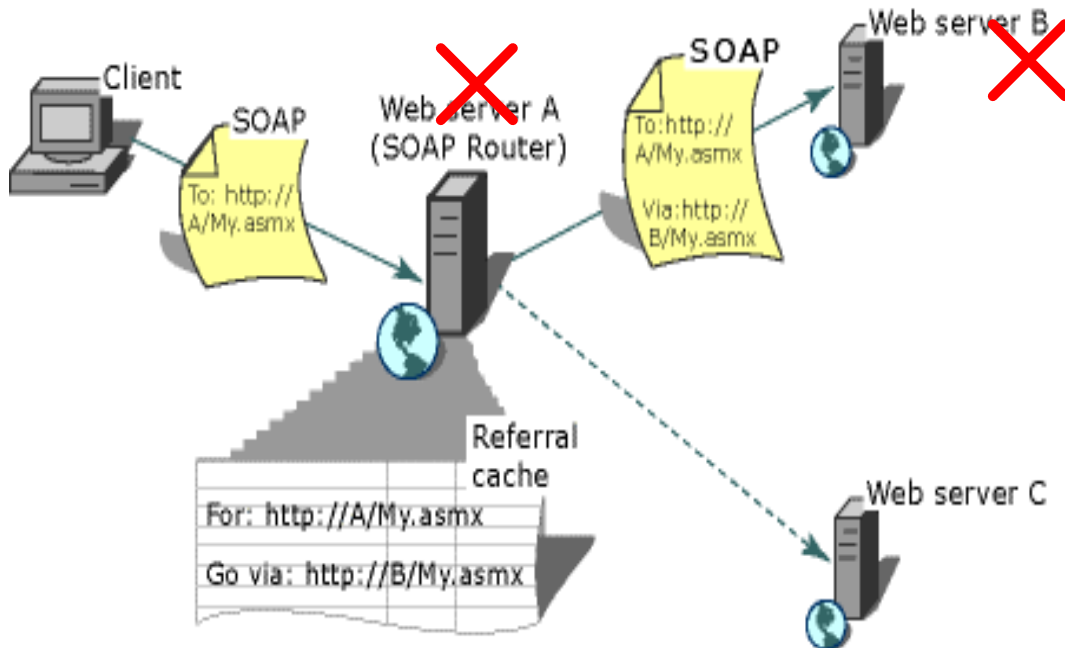 Client
SOAP
To: http://
A/My.asmx
Web server A
(SOAP Router)
SOAP
To:http://
A/My.asmx
Via:http://
B/My.asmx
Web server B
Referral
cache
For: http://A/My.asmx
Go via: http://B/My.asmx
Web server C